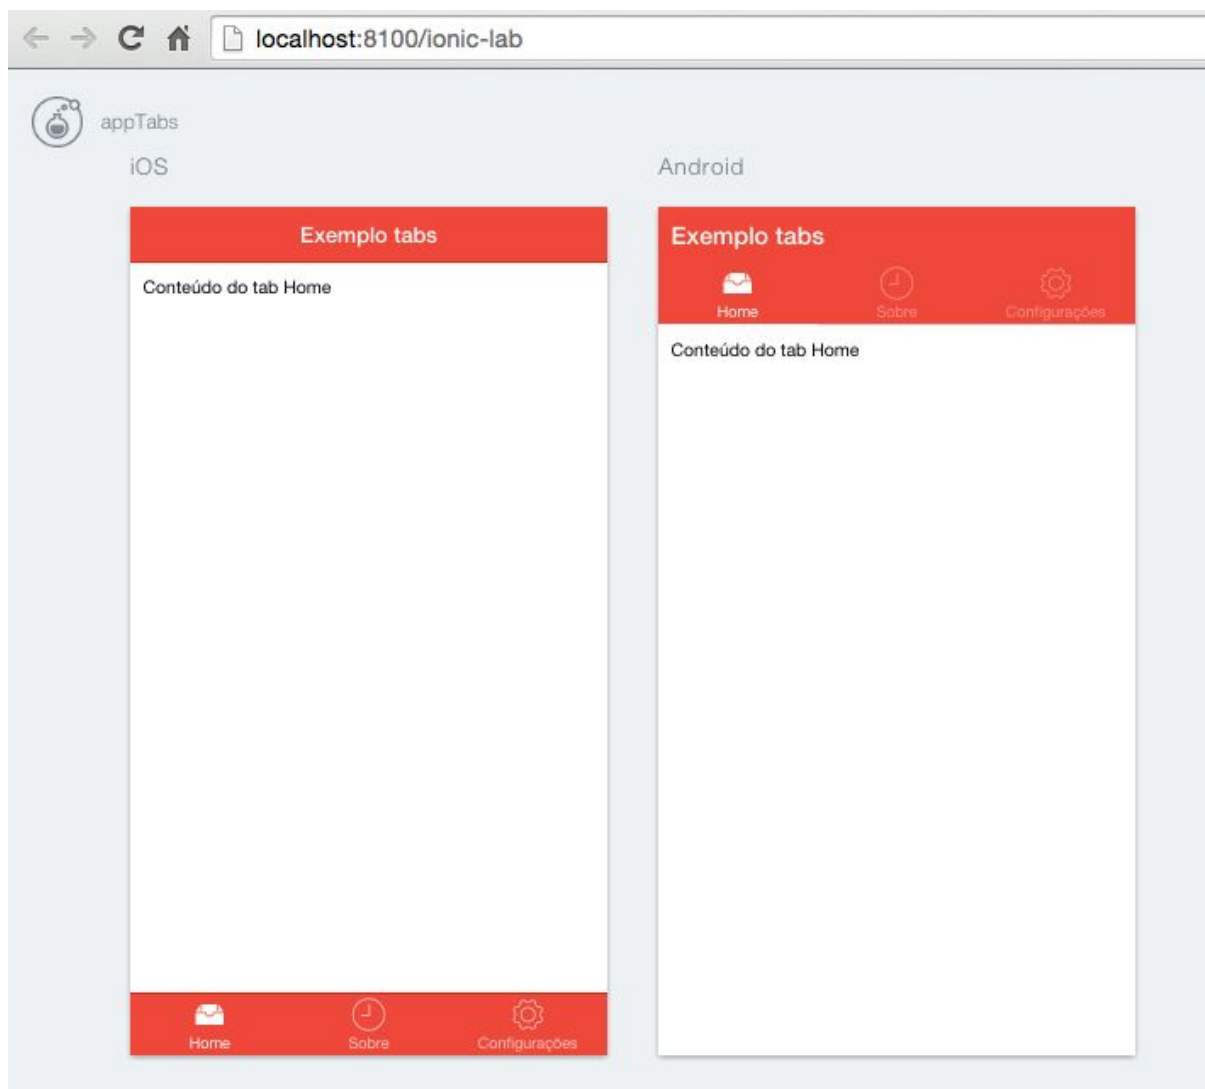 localhost:8100/ionic-lab
appTabs
iOS
Exemplo tabs
Conteúdo do tab Home
Home Sobre Configurações
Android
Exemplo tabs
Home Sobre Configurações
Conteúdo do tab Home